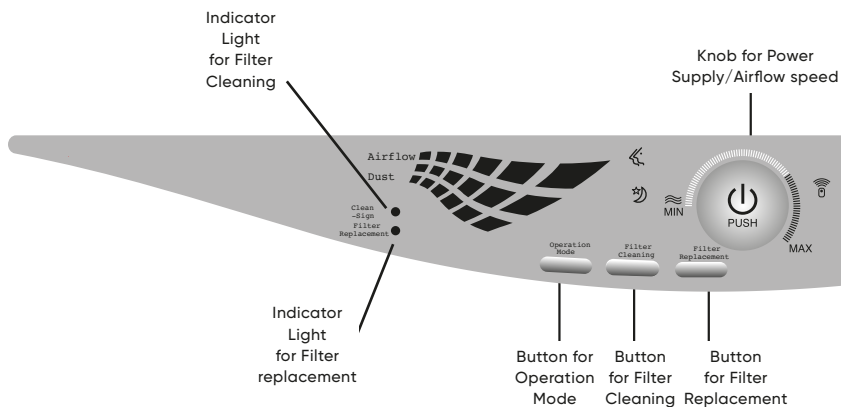 Indicator
Light
for Filter
Cleaning
Knob for Power
Supply/Airflow speed
Airflow
Dust
Clean
-Sign
Filter
Replacement
MIN
PUSH
MAX
Operation
Mode
Filter
Cleaning
Filter
Replacement
Indicator
Light
for Filter
replacement
Button for
Operation
Mode
Button
for Filter
Cleaning
Button
for Filter
Replacement